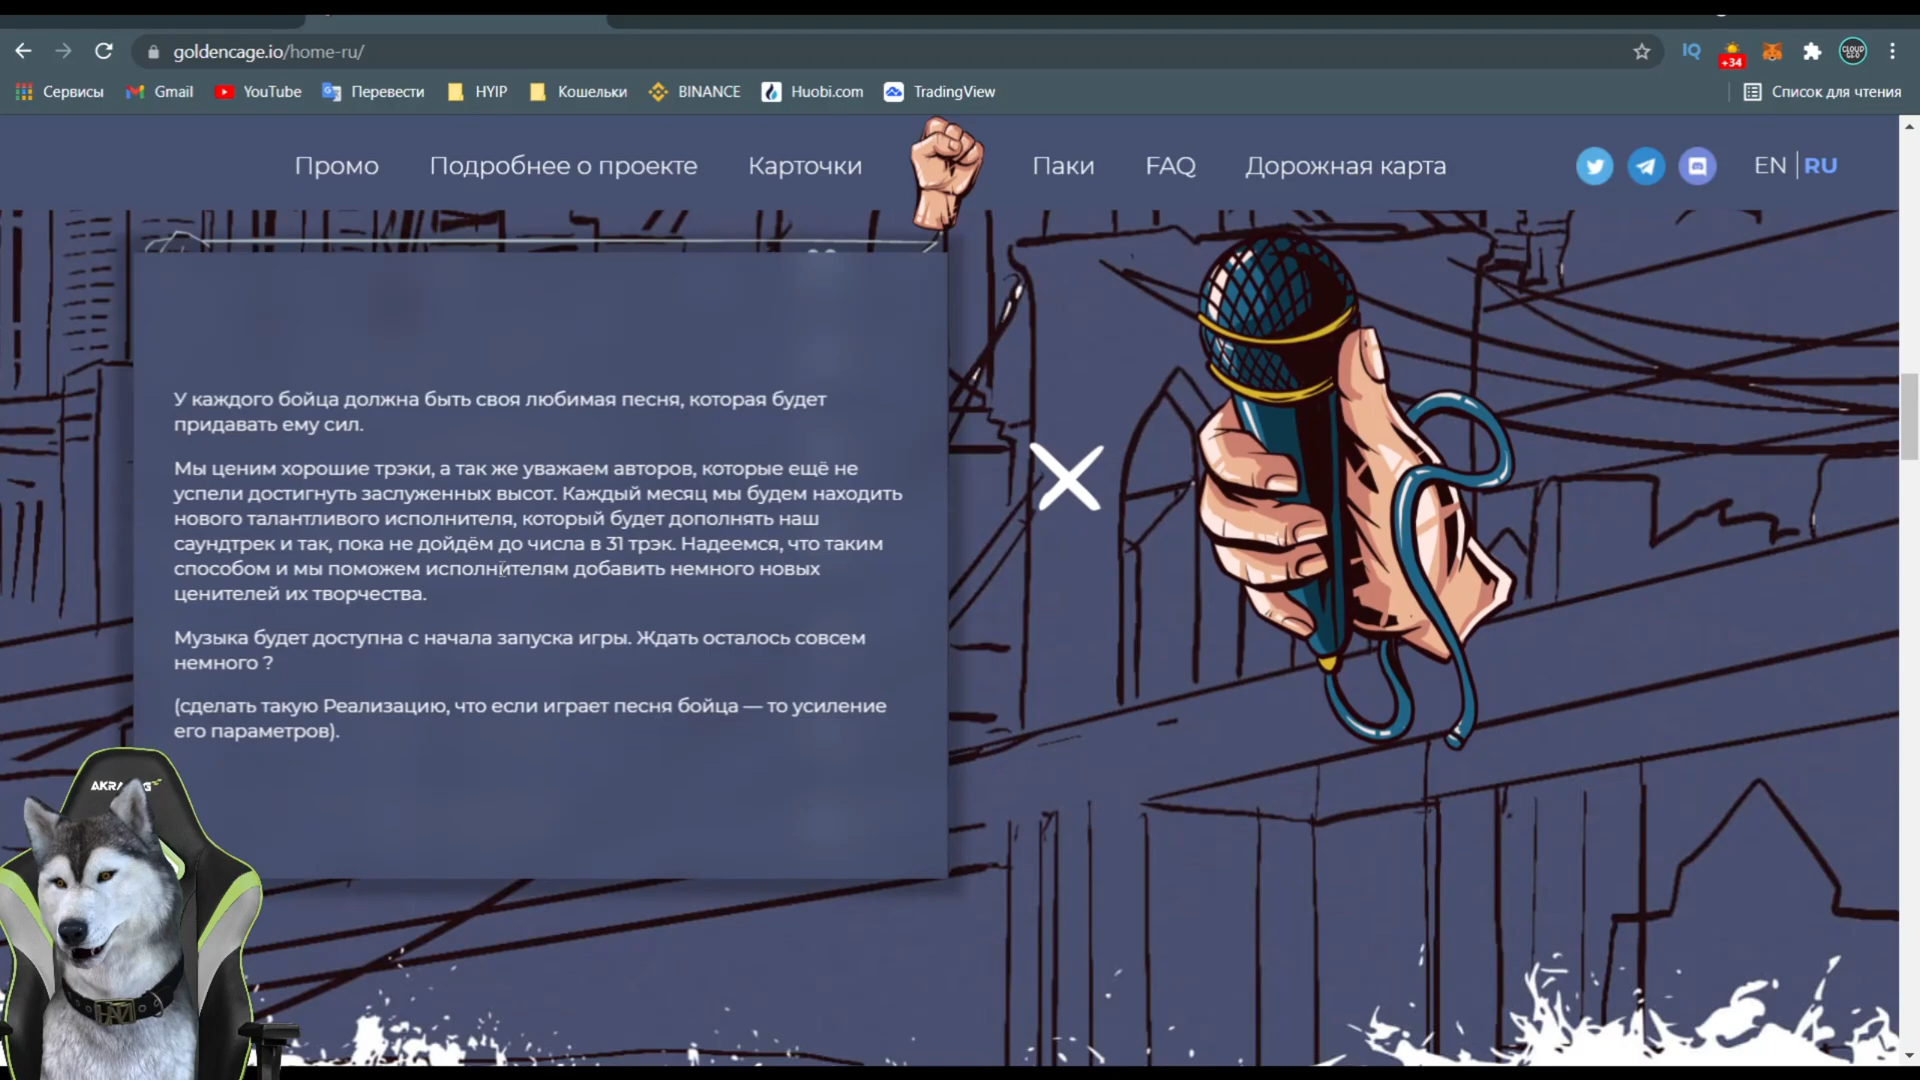 goldencage.io/home-ru/
IQ
+34
CLOUD
Сервисы Gmail YouTube Перевести HYIP Кошельки BINANCE Huobi.com TradingView Список для чтения
Промо Подробнее о проекте Карточки Паки FAQ Дорожная карта EN | RU
У каждого бойца должна быть своя любимая песня, которая будет
придавать ему сил.
Мы ценим хорошие трэки, а так же уважаем авторов, которые ещё не
успели достигнуть заслуженных высот. Каждый месяц мы будем находить
нового талантливого исполнителя, который будет дополнять наш
саундтрек и так, пока не дойдём до числа в 31 трэк. Надеемся, что таким
способом и мы поможем исполнителям добавить немного новых
ценителей их творчества.
Музыка будет доступна с начала запуска игры. Ждать осталось совсем
немного ?
(сделать такую Реализацию, что если играет песня бойца — то усиление
его параметров).